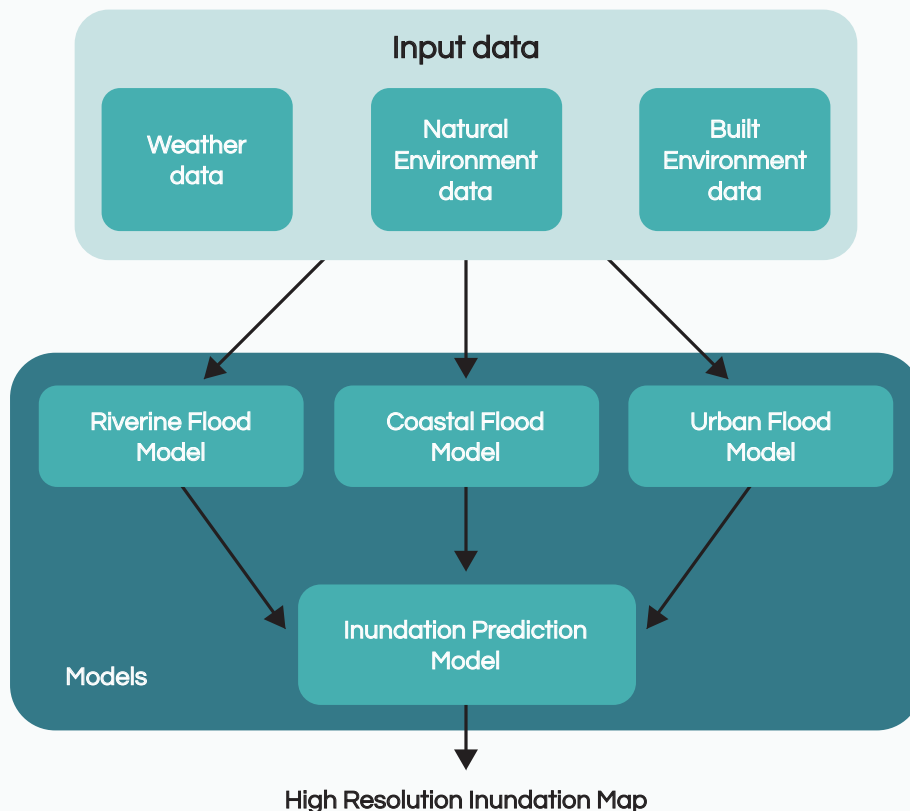 Input data
Weather
data
Natural
Environment
data
Built
Environment
data
Riverine Flood
Model
Coastal Flood
Model
Urban Flood
Model
Inundation Prediction
Model
Models
High Resolution Inundation Map